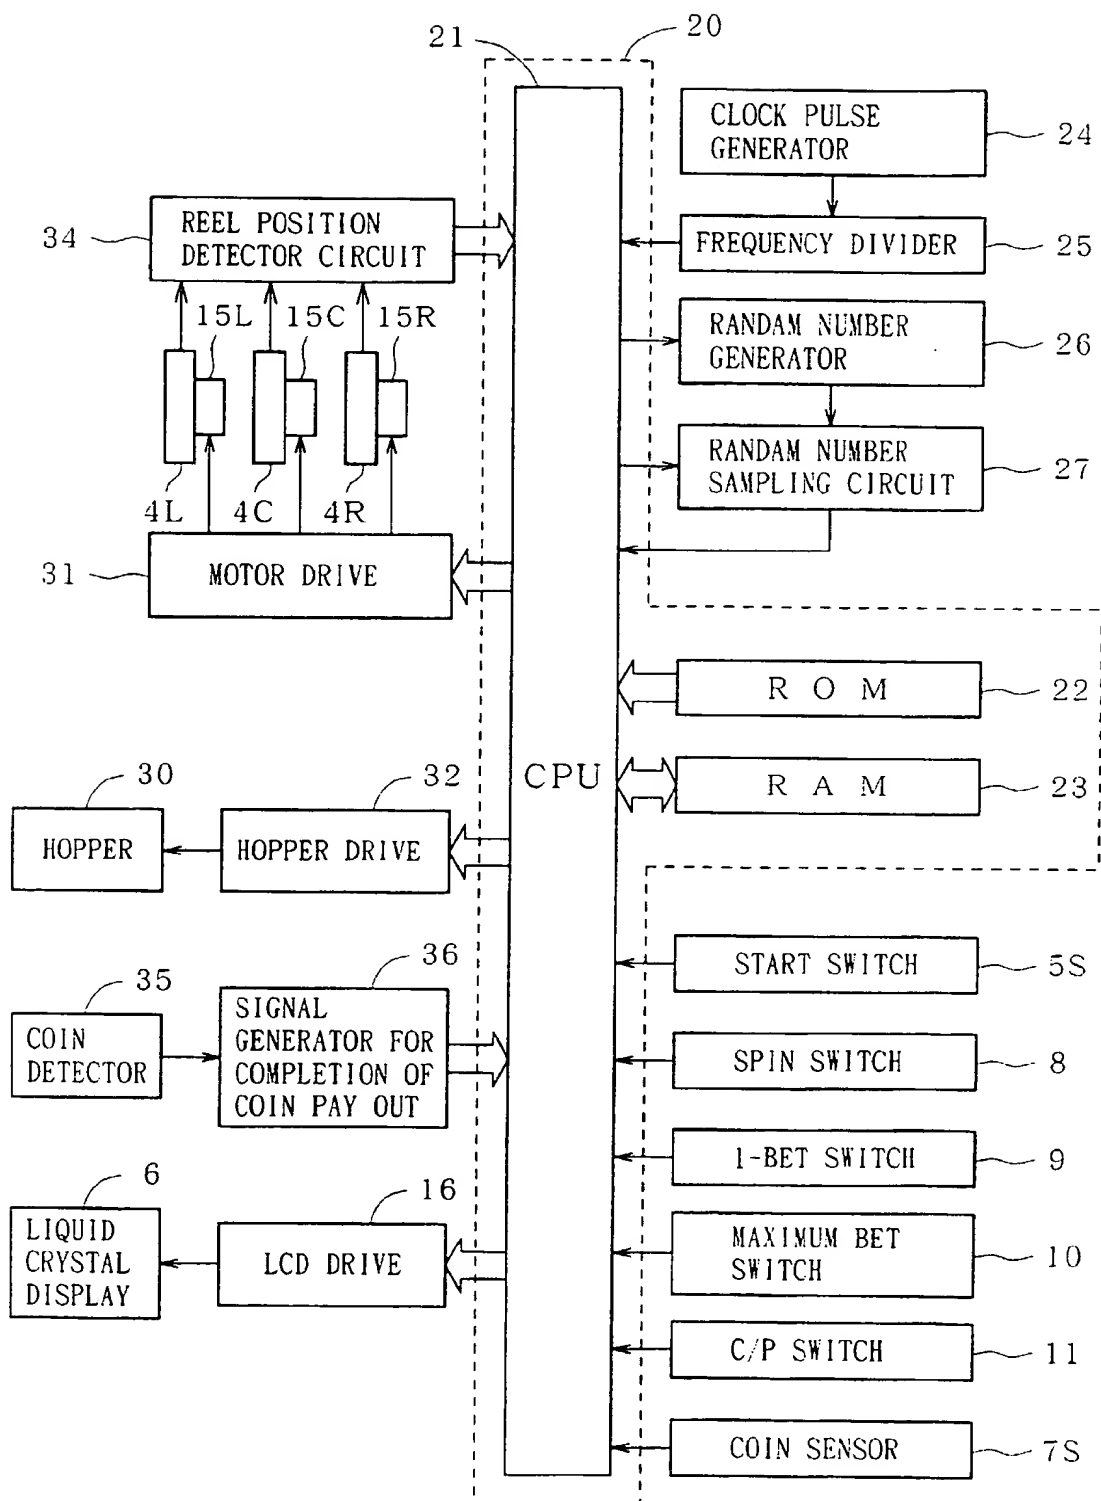 21
20
CLOCK PULSE
GENERATOR
24
REEL POSITION
DETECTOR CIRCUIT
34
FREQUENCY DIVIDER
25
15L
15C
15R
RANDAM NUMBER
GENERATOR
26
RANDAM NUMBER
SAMPLING CIRCUIT
27
4L
4C
4R
31
MOTOR DRIVE
ROM
22
CPU
RAM
23
30
32
HOPPER
HOPPER DRIVE
START SWITCH
5S
35
36
COIN
DETECTOR
SIGNAL
GENERATOR FOR
COMPLETION OF
COIN PAY OUT
SPIN SWITCH
8
1-BET SWITCH
9
6
16
LIQUID
CRYSTAL
DISPLAY
LCD DRIVE
MAXIMUM BET
SWITCH
10
C/P SWITCH
11
COIN SENSOR
7S